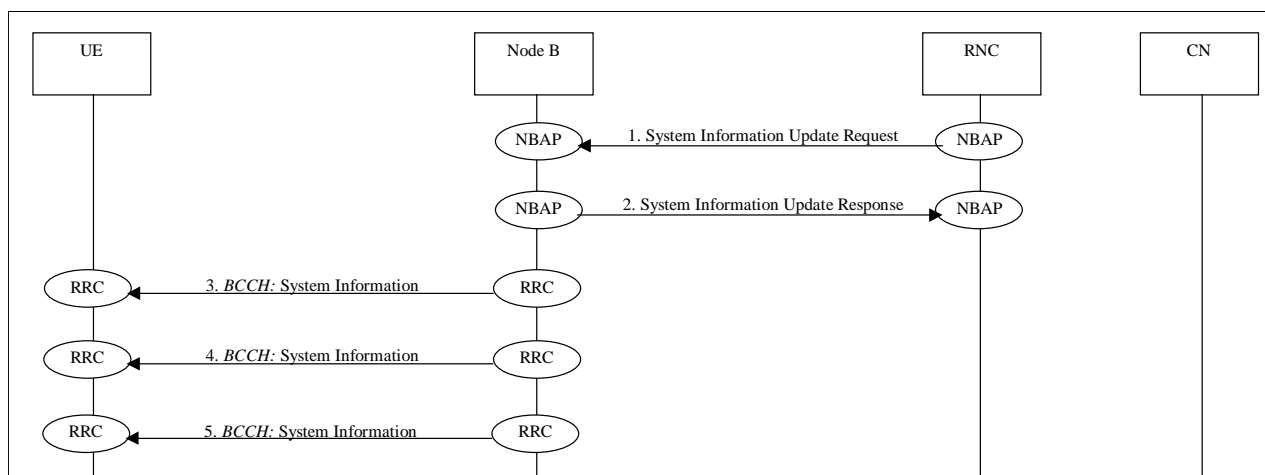 UE Node B RNC CN
NBAP 1. System Information Update Request NBAP
NBAP 2. System Information Update Response NBAP
RRC 3. BCCH: System Information RRC
RRC 4. BCCH: System Information RRC
RRC 5. BCCH: System Information RRC